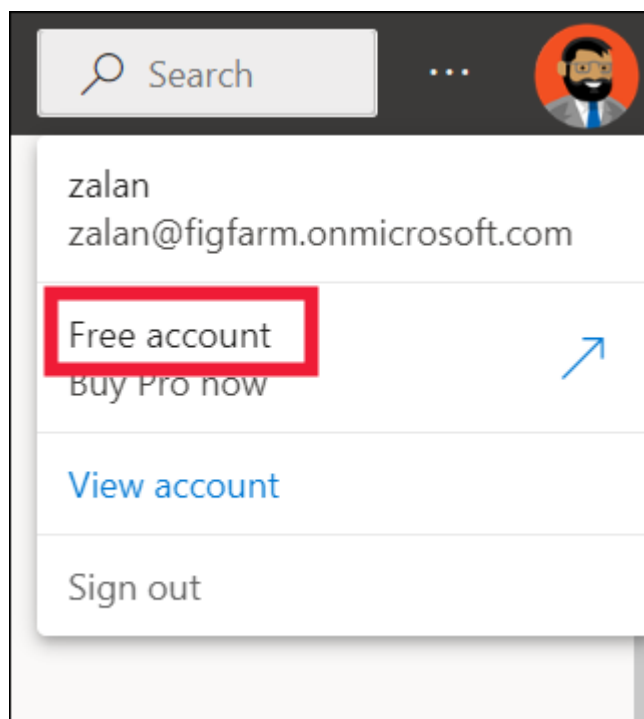 Search
zalan
zalan@figfarm.onmicrosoft.com
Free account
Buy Pro now
View account
Sign out